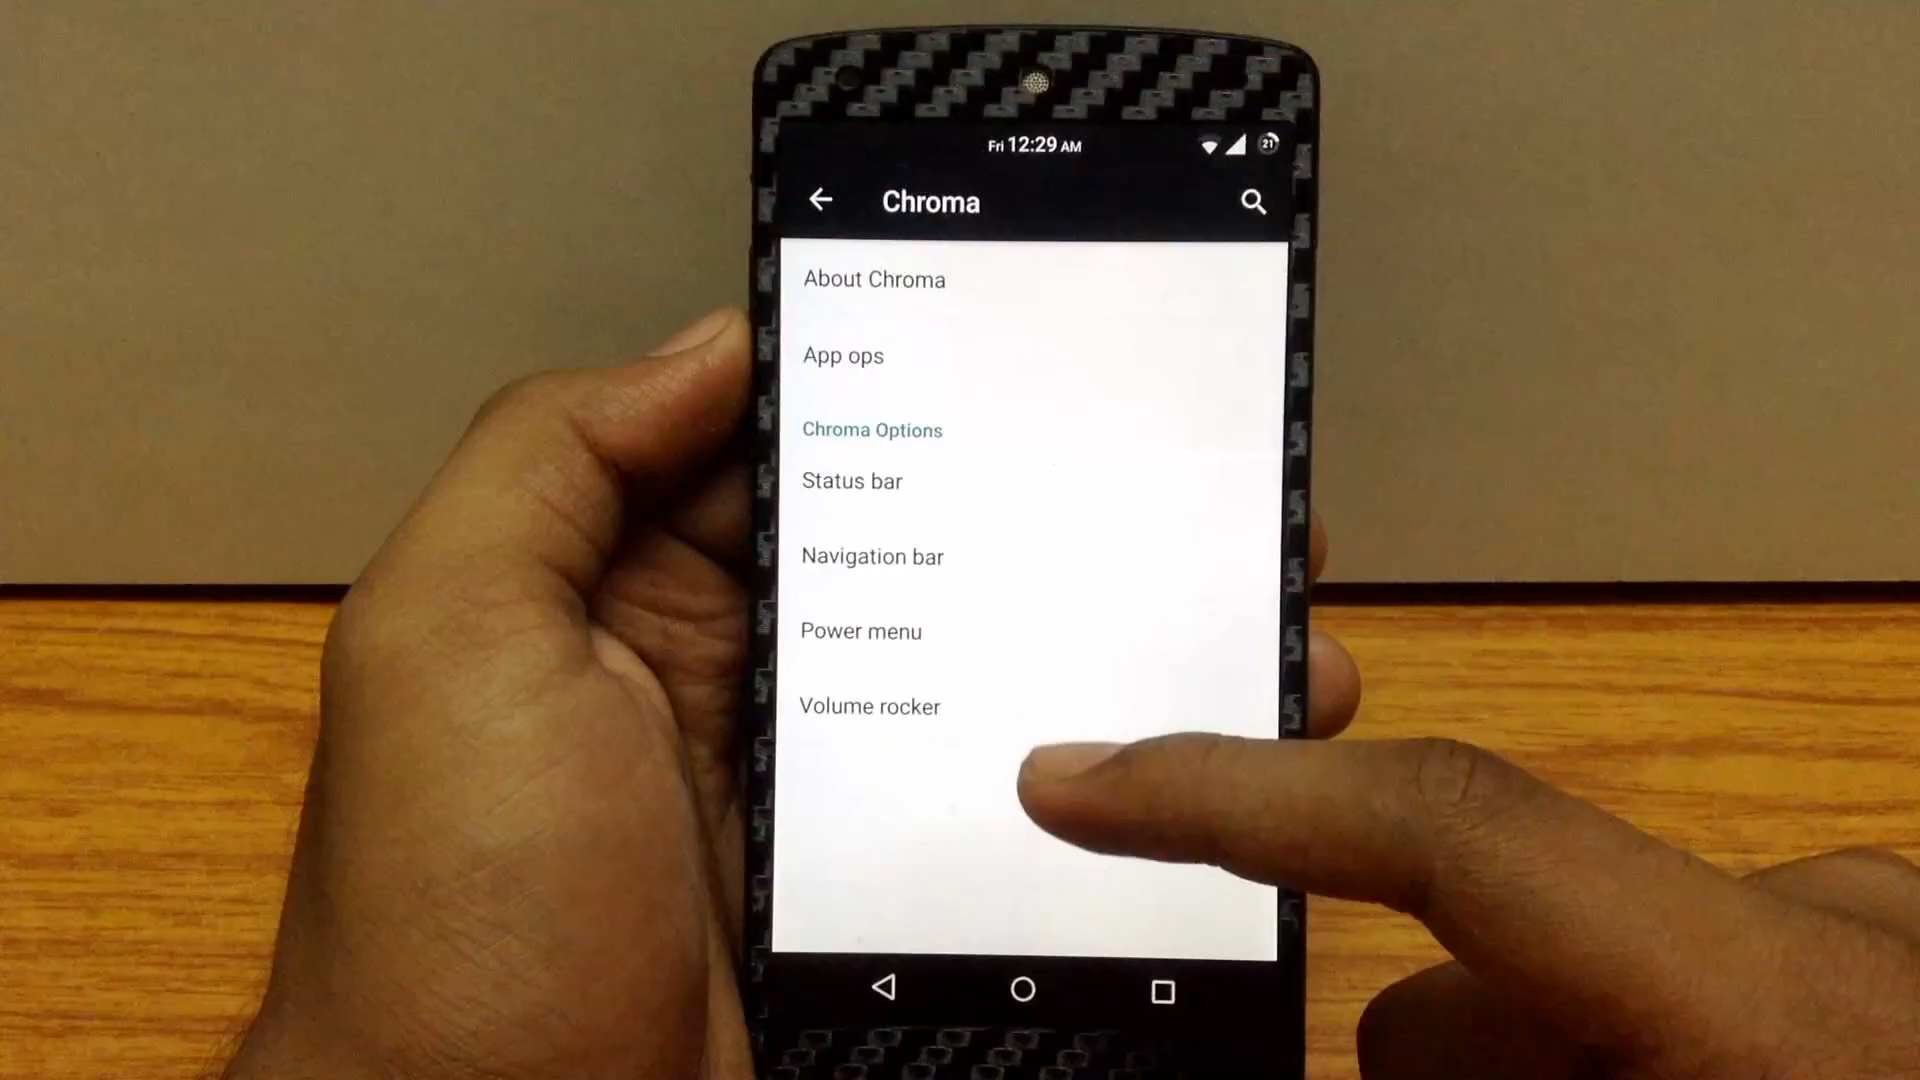 Fri 12:29 AM
21
Chroma
About Chroma
App ops
Chroma Options
Status bar
Navigation bar
Power menu
Volume rocker